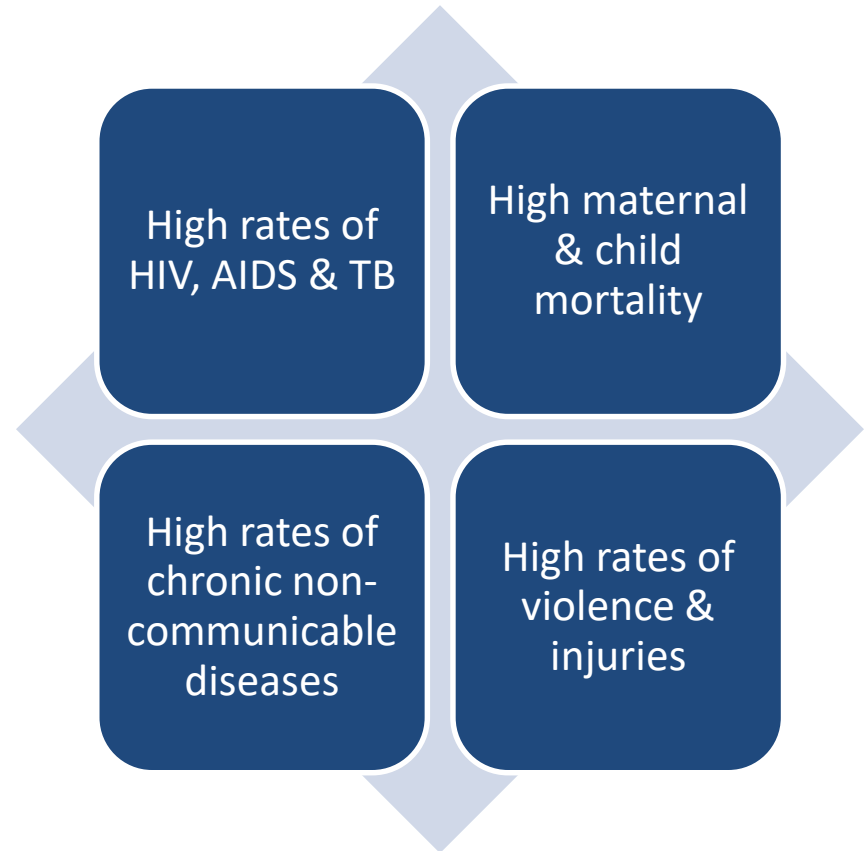 High rates of
HIV, AIDS & TB
High maternal
& child
mortality
High rates of
chronic non-
communicable
diseases
High rates of
violence &
injuries